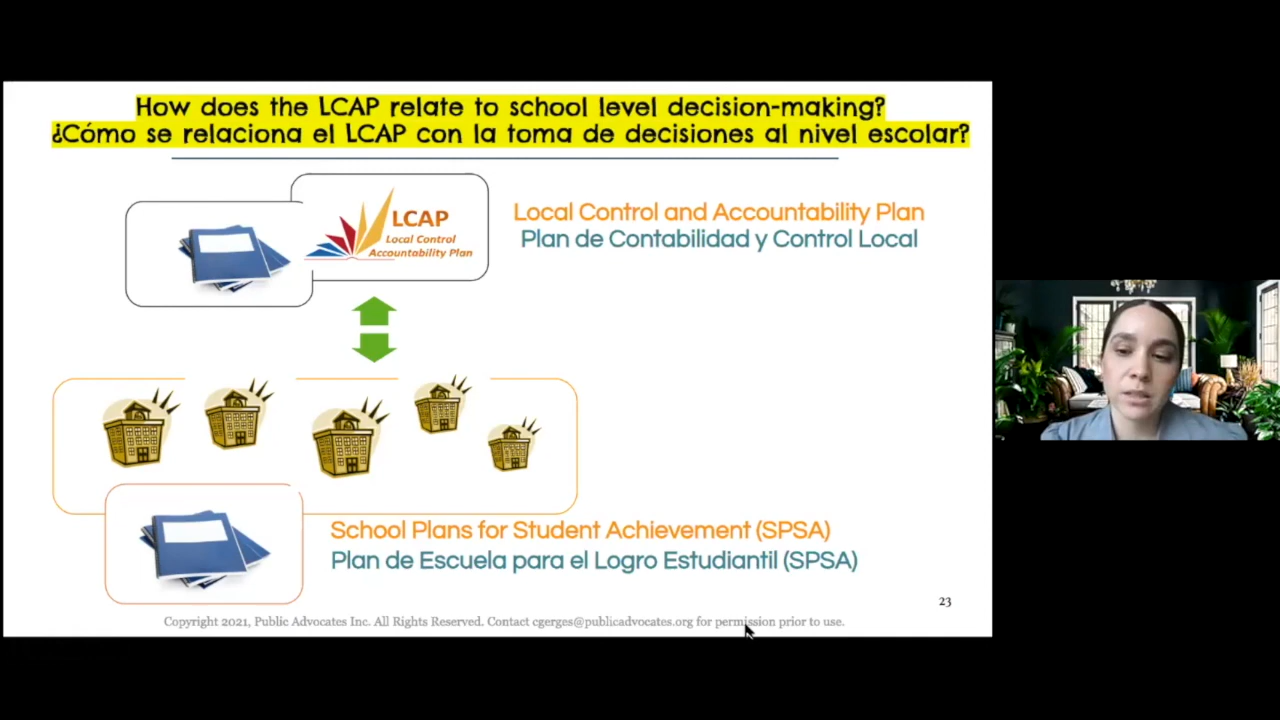 How does the LCAP relate to school level decision-making?
¿Cómo se relaciona el LCAP con la toma de decisiones al nivel escolar?
LCAP
Local Control
Accountability Plan
Local Control and Accountability Plan
Plan de Contabilidad y Control Local
School Plans for Student Achievement (SPSA)
Plan de Escuela para el Logro Estudiantil (SPSA)
23
Copyright 2021, Public Advocates Inc. All Rights Reserved. Contact cgerges@publicadvocates.org for permission prior to use.